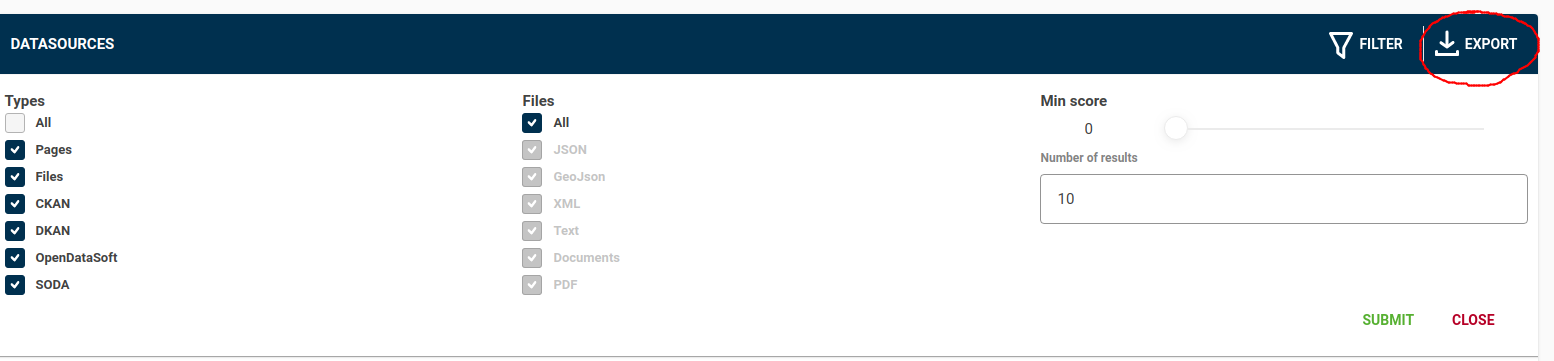 DATASOURCES
FILTER
EXPORT
Types
All
Pages
Files
CKAN
DKAN
OpenDataSoft
SODA
Files
All
JSON
GeoJson
XML
Text
Documents
PDF
Min score
0
Number of results
10
SUBMIT
CLOSE